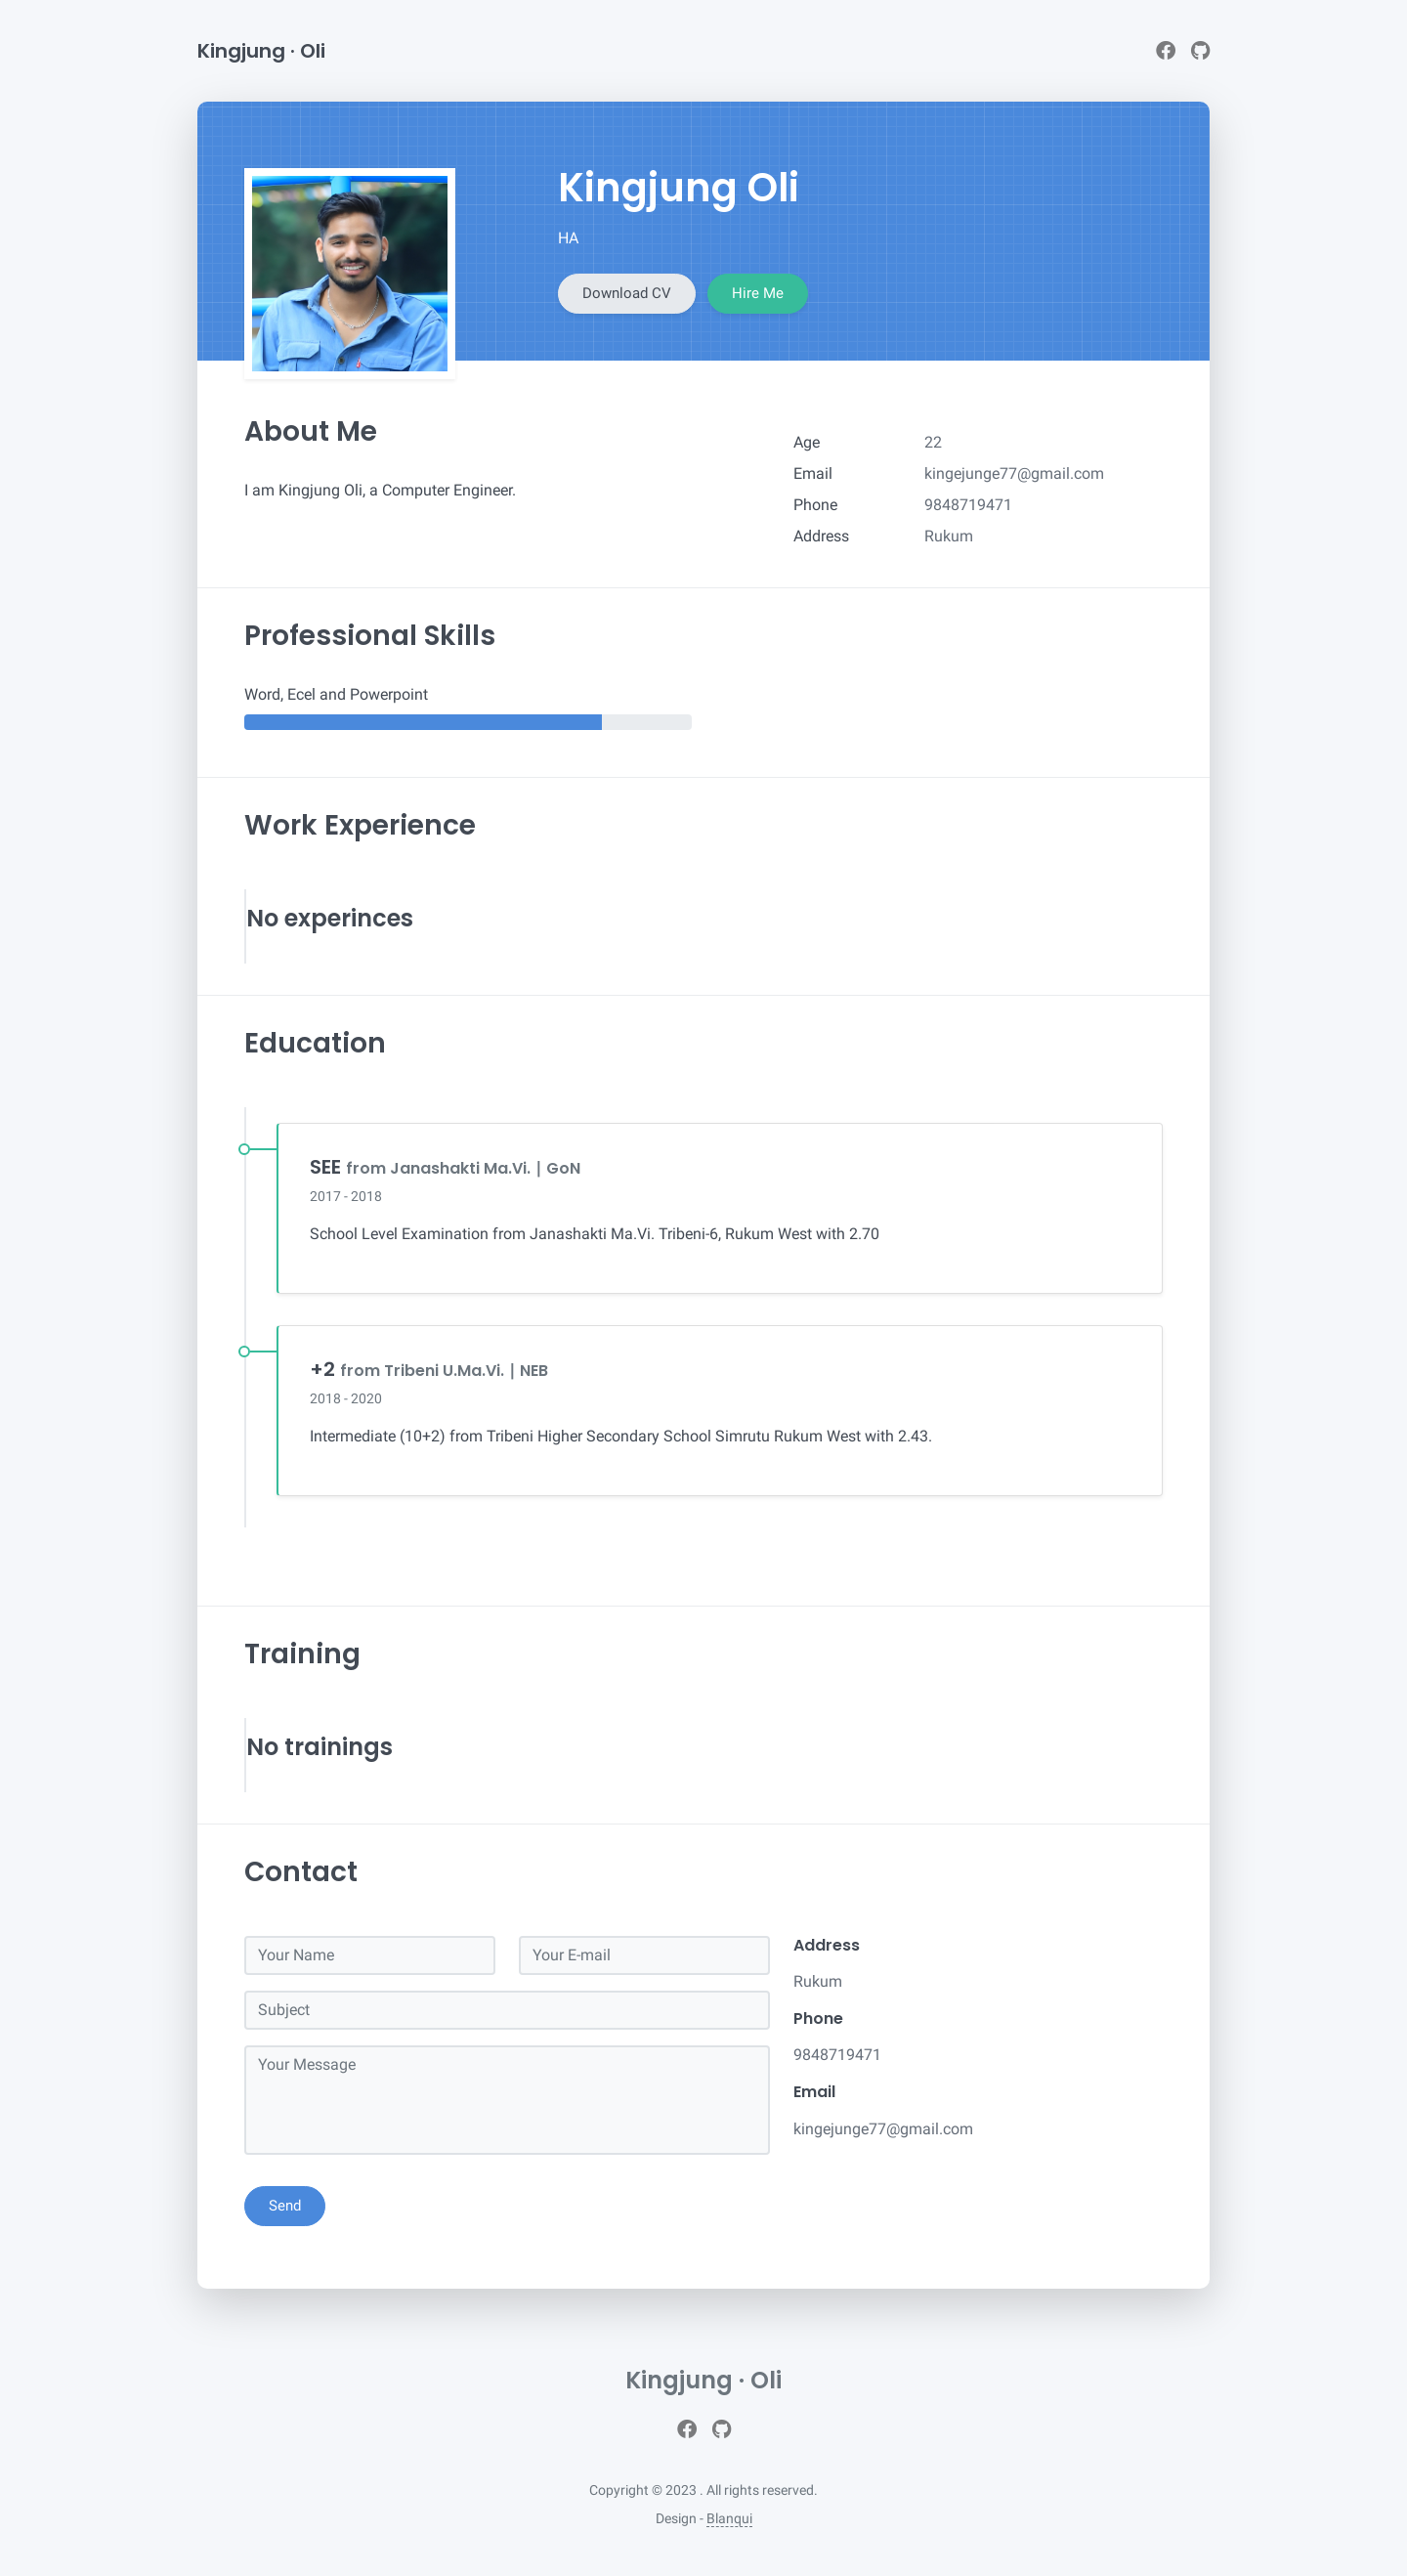 Kingjung · Oli
Kingjung Oli
HA
Download CV
Hire Me
About Me
I am Kingjung Oli, a Computer Engineer.
Age 22
Email kingejunge77@gmail.com
Phone 9848719471
Address Rukum
Professional Skills
Word, Ecel and Powerpoint
Work Experience
No experinces
Education
SEE from Janashakti Ma.Vi. | GoN
2017 - 2018
School Level Examination from Janashakti Ma.Vi. Tribeni-6, Rukum West with 2.70
+2 from Tribeni U.Ma.Vi. | NEB
2018 - 2020
Intermediate (10+2) from Tribeni Higher Secondary School Simrutu Rukum West with 2.43.
Training
No trainings
Contact
Your Name
Your E-mail
Subject
Your Message
Send
Address
Rukum
Phone
9848719471
Email
kingejunge77@gmail.com
Kingjung · Oli
Copyright © 2023 . All rights reserved.
Design - Blanqui